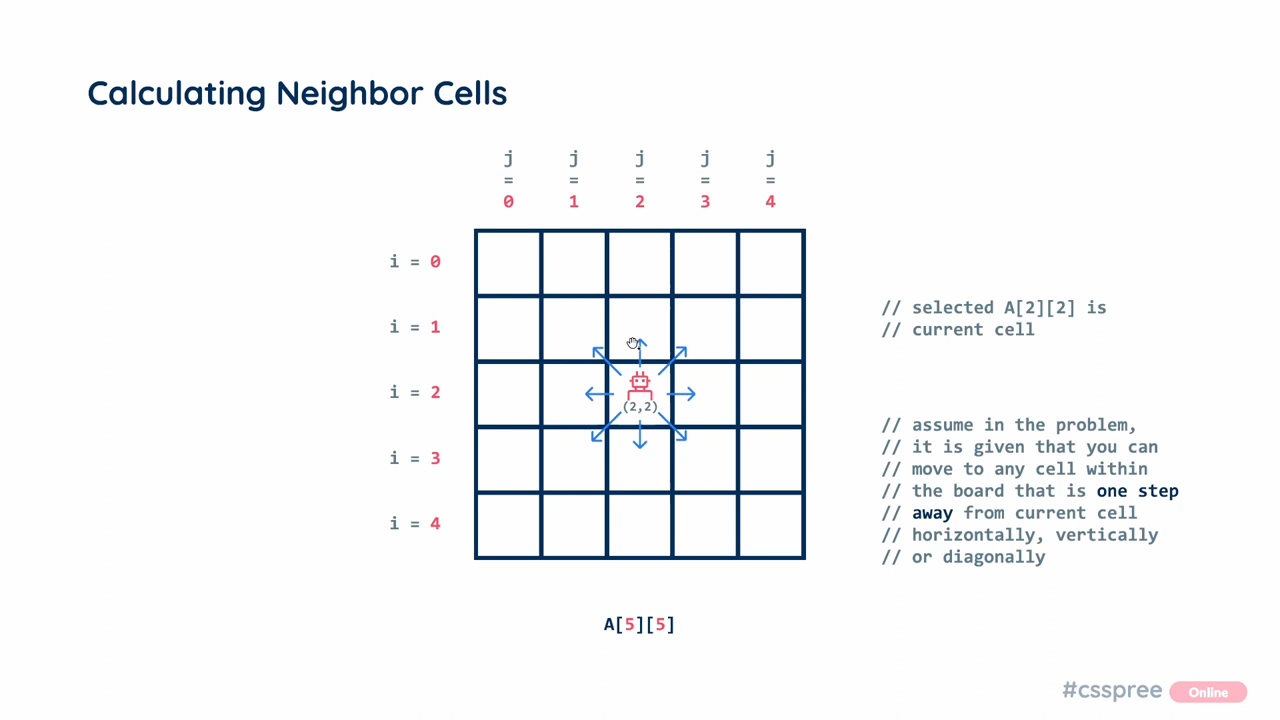 Calculating Neighbor Cells
j j j j j
= = = = =
0 1 2 3 4
i = 0
i = 1
i = 2
i = 3
i = 4
(2,2)
// selected A[2][2] is
// current cell
// assume in the problem,
// it is given that you can
// move to any cell within
// the board that is one step
// away from current cell
// horizontally, vertically
// or diagonally
A[5][5]
#csspree Online